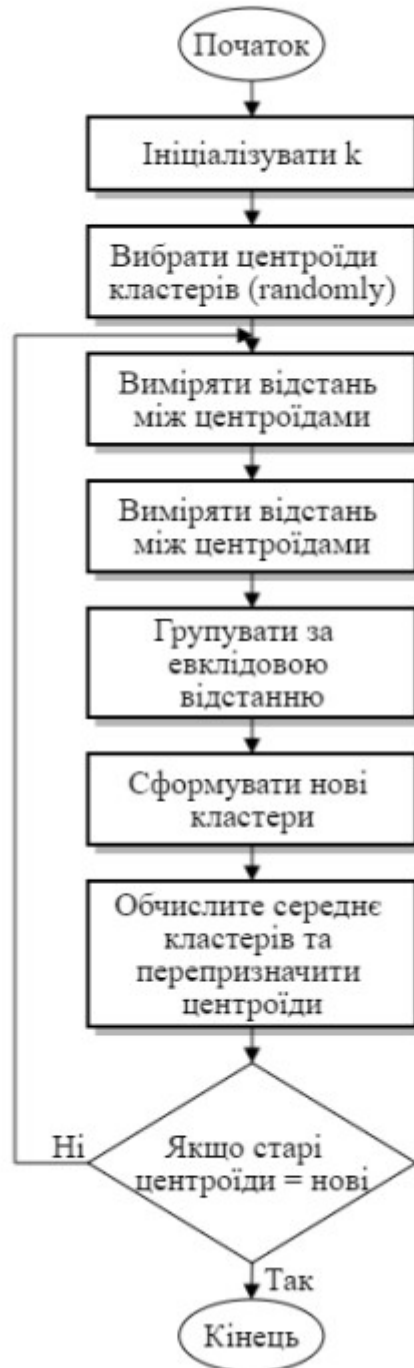 Початок
Ініціалізувати k
Вибрати центроїди
кластерів (randomly)
Виміряти відстань
між центроїдами
Виміряти відстань
між центроїдами
Групувати за
евклідовою
відстанню
Сформувати нові
кластери
Обчислите середнє
кластерів та
перепризначити
центроїди
Ні
Якщо старі
центроїди = нові
Так
Кінець